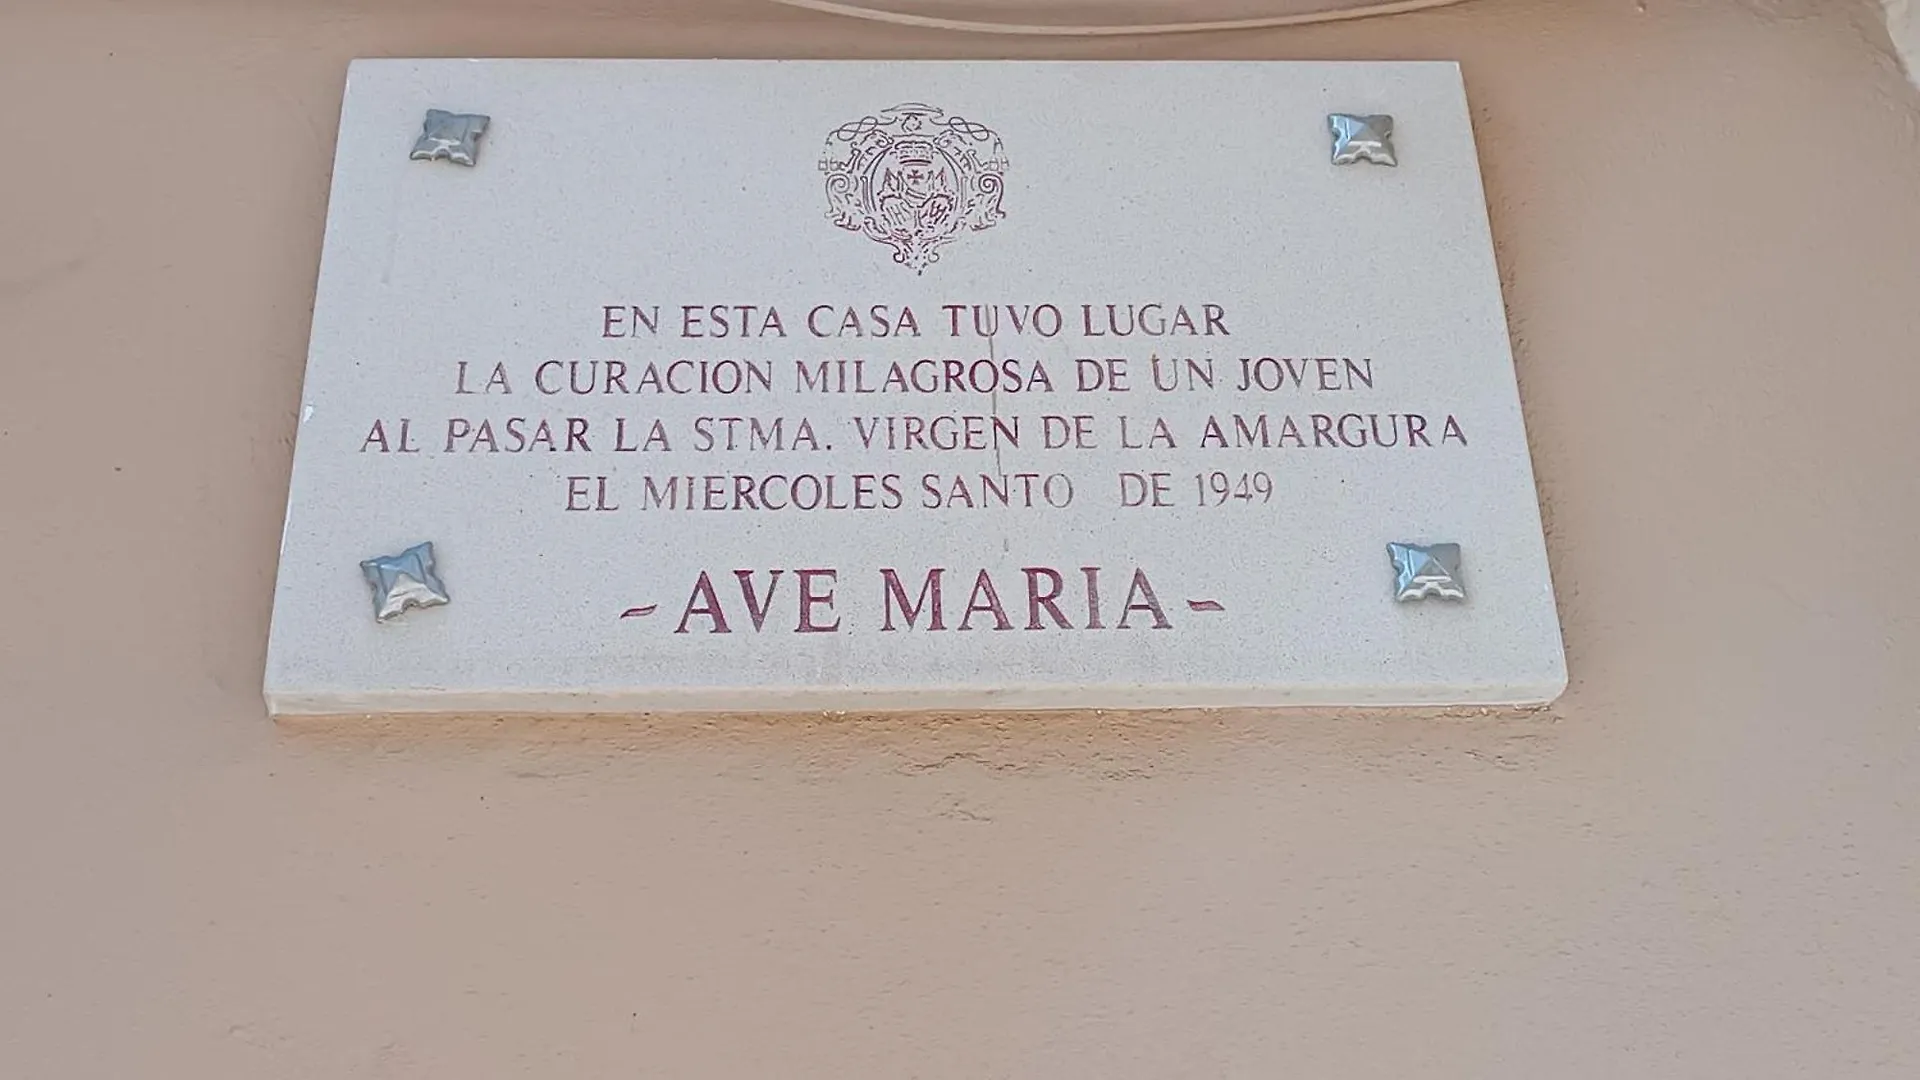 EN ESTA CASA TUVO LUGAR
LA CURACION MILAGROSA DE UN JOVEN
AL PASAR LA STMA. VIRGEN DE LA AMARGURA
EL MIERCOLES SANTO DE 1949
- AVE MARIA -